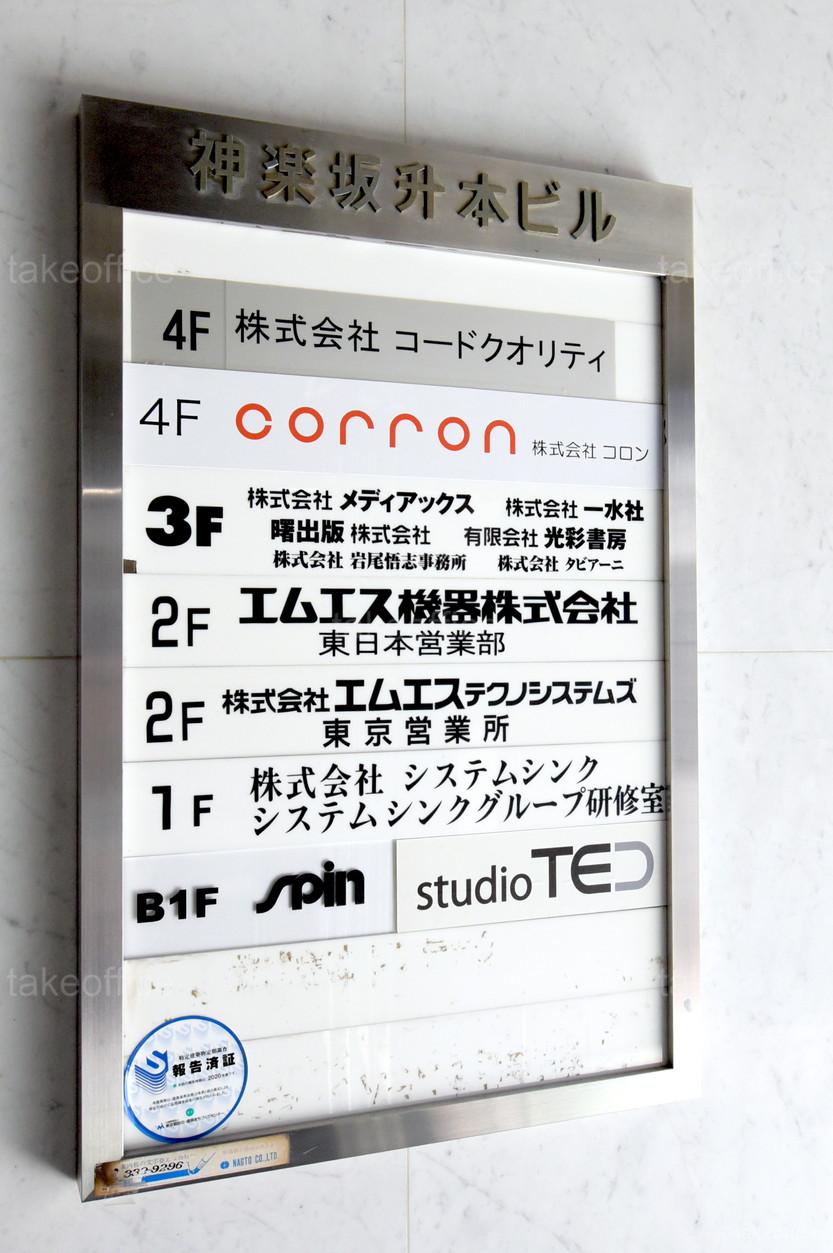 神楽坂升本ビル
takeoffice takeoffice
4F 株式会社 コードクオリティ
4F corron 株式会社 コロン
3F 株式会社 メディアックス 株式会社 一水社
曙出版 株式会社 有限会社 光彩書房
株式会社 岩尾悟志事務所 株式会社 タビアーニ
2F エムエス機器株式会社
東日本営業部
2F 株式会社 エムエステクノシステムズ
東京営業所
1F 株式会社 システムシンク
システムシンクグループ研修室
B1F spin studio TED
takeoffice
報告済証
330-9296 NAUTO CO.,LTD.